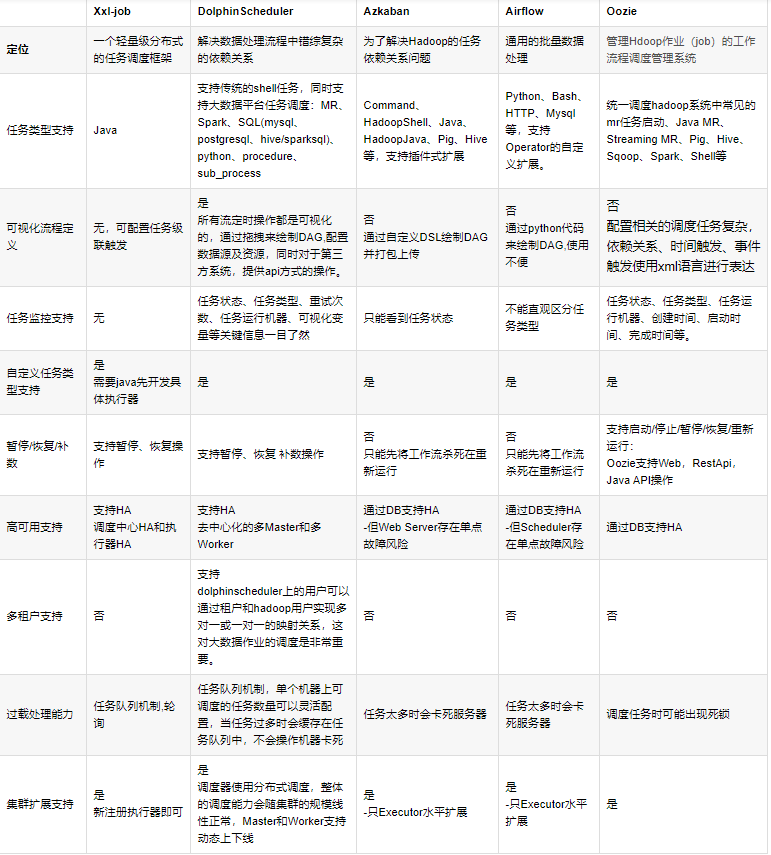 Xxl-job
DolphinScheduler
Azkaban
Airflow
Oozie
定位
一个轻量级分布式
的任务调度框架
解决数据处理流程中错综复杂
的依赖关系
为了解决Hadoop的任务
依赖关系问题
通用的批量数据
处理
管理Hdoop作业（job）的工作
流程调度管理系统
任务类型支持
Java
支持传统的shell任务，同时支
持大数据平台任务调度：MR、
Spark、SQL(mysql、
postgresql、hive/sparksql)、
python、procedure、
sub_process
Command、
HadoopShell、Java、
HadoopJava、Pig、Hive
等，支持插件式扩展
Python、Bash、
HTTP、Mysql
等，支持
Operator的自定
义扩展。
统一调度hadoop系统中常见的
mr任务启动、Java MR、
Streaming MR、Pig、Hive、
Sqoop、Spark、Shell等
可视化流程定
义
无，可配置任务级
联触发
是
所有流定时操作都是可视化
的，通过拖拽来绘制DAG,配置
数据源及资源，同时对于第三
方系统，提供api方式的操作。
否
通过自定义DSL绘制DAG
并打包上传
否
通过python代码
来绘制DAG,使用
不便
否
配置相关的调度任务复杂，
依赖关系、时间触发、事件
触发使用xml语言进行表达
任务监控支持
无
任务状态、任务类型、重试次
数、任务运行机器、可视化变
量等关键信息一目了然
只能看到任务状态
不能直观区分任
务类型
任务状态、任务类型、任务运
行机器、创建时间、启动时
间、完成时间等。
自定义任务类
型支持
是
需要java先开发具
体执行器
是
是
是
是
暂停/恢复/补
数
支持暂停、恢复操
作
支持暂停、恢复 补数操作
否
只能先将工作流杀死在重
新运行
否
只能先将工作流
杀死在重新运行
支持启动/停止/暂停/恢复/重新
运行：
Oozie支持Web，RestApi，
Java API操作
高可用支持
支持HA
调度中心HA和执
行器HA
支持HA
去中心化的多Master和多
Worker
通过DB支持HA
-但Web Server存在单点
故障风险
通过DB支持HA
-但Scheduler存
在单点故障风险
通过DB支持HA
多租户支持
否
支持
dolphinscheduler上的用户可以
通过租户和hadoop用户实现多
对一或一对一的映射关系，这
对大数据作业的调度是非常重
要。
否
否
否
过载处理能力
任务队列机制,轮
询
任务队列机制，单个机器上可
调度的任务数量可以灵活配
置，当任务过多时会缓存在任
务队列中，不会操作机器卡死
任务太多时会卡死服务器
任务太多时会卡
死服务器
调度任务时可能出现死锁
集群扩展支持
是
新注册执行器即可
是
调度器使用分布式调度，整体
的调度能力会随集群的规模线
性正常，Master和Worker支持
动态上下线
是
-只Executor水平扩展
是
-只Executor水平
扩展
是